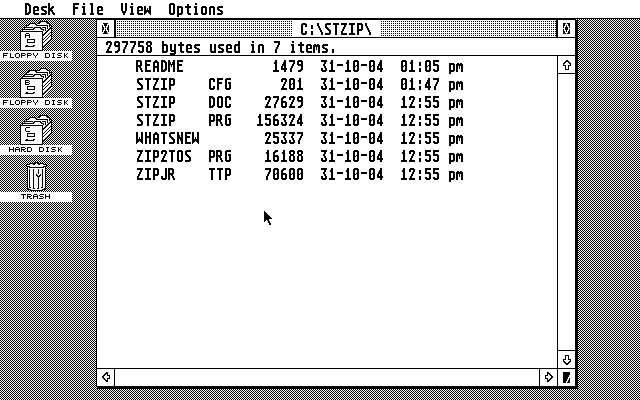 Desk File View Options
C:\STZIP\
297758 bytes used in 7 items.
README 1479 31-10-04 01:05 pm
STZIP CFG 201 31-10-04 01:47 pm
STZIP DOC 27629 31-10-04 12:55 pm
STZIP PRG 156324 31-10-04 12:55 pm
WHATSNEW 25337 31-10-04 12:55 pm
ZIP2TOS PRG 16188 31-10-04 12:55 pm
ZIPJR TTP 70600 31-10-04 12:55 pm
A
FLOPPY DISK
B
FLOPPY DISK
C
HARD DISK
TRASH